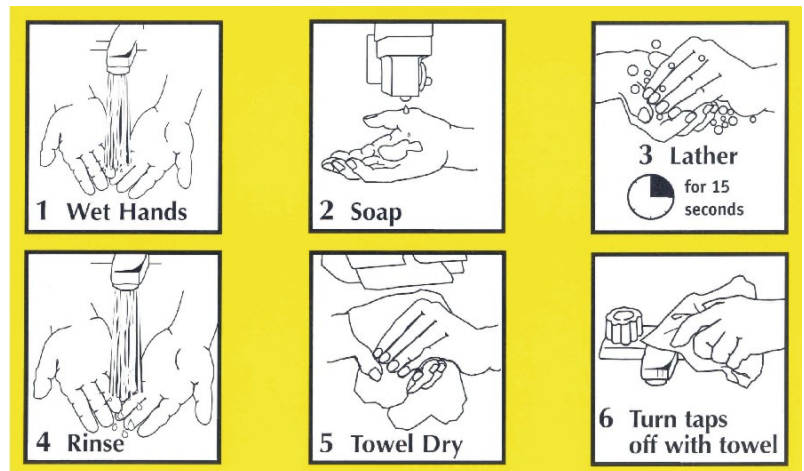 1 Wet Hands
2 Soap
3 Lather
for 15
seconds
4 Rinse
5 Towel Dry
6 Turn taps
off with towel